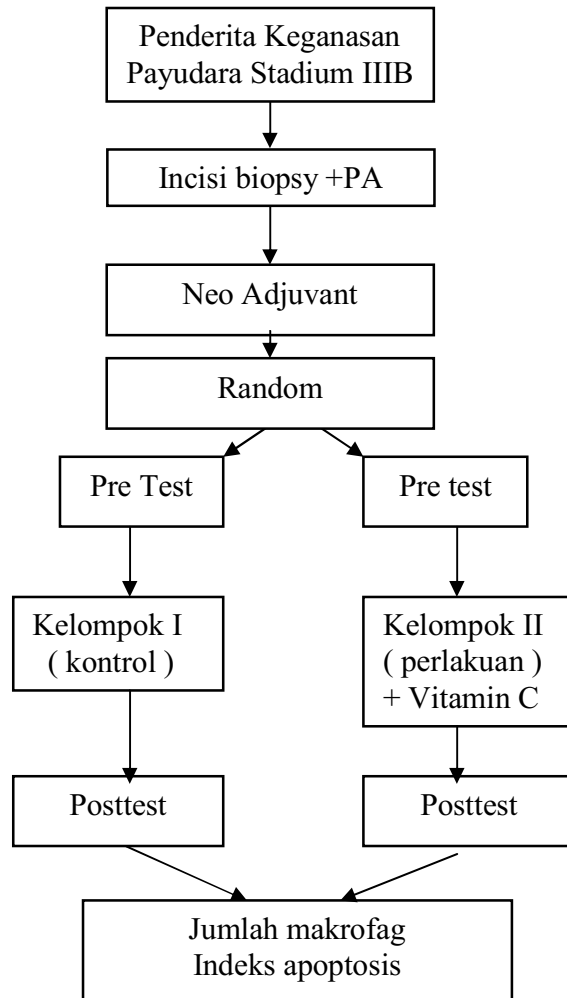 Penderita Keganasan
Payudara Stadium IIIB
Incisi biopsy +PA
Neo Adjuvant
Random
Pre Test
Pre test
Kelompok I
( kontrol )
Kelompok II
( perlakuan )
+ Vitamin C
Posttest
Posttest
Jumlah makrofag
Indeks apoptosis